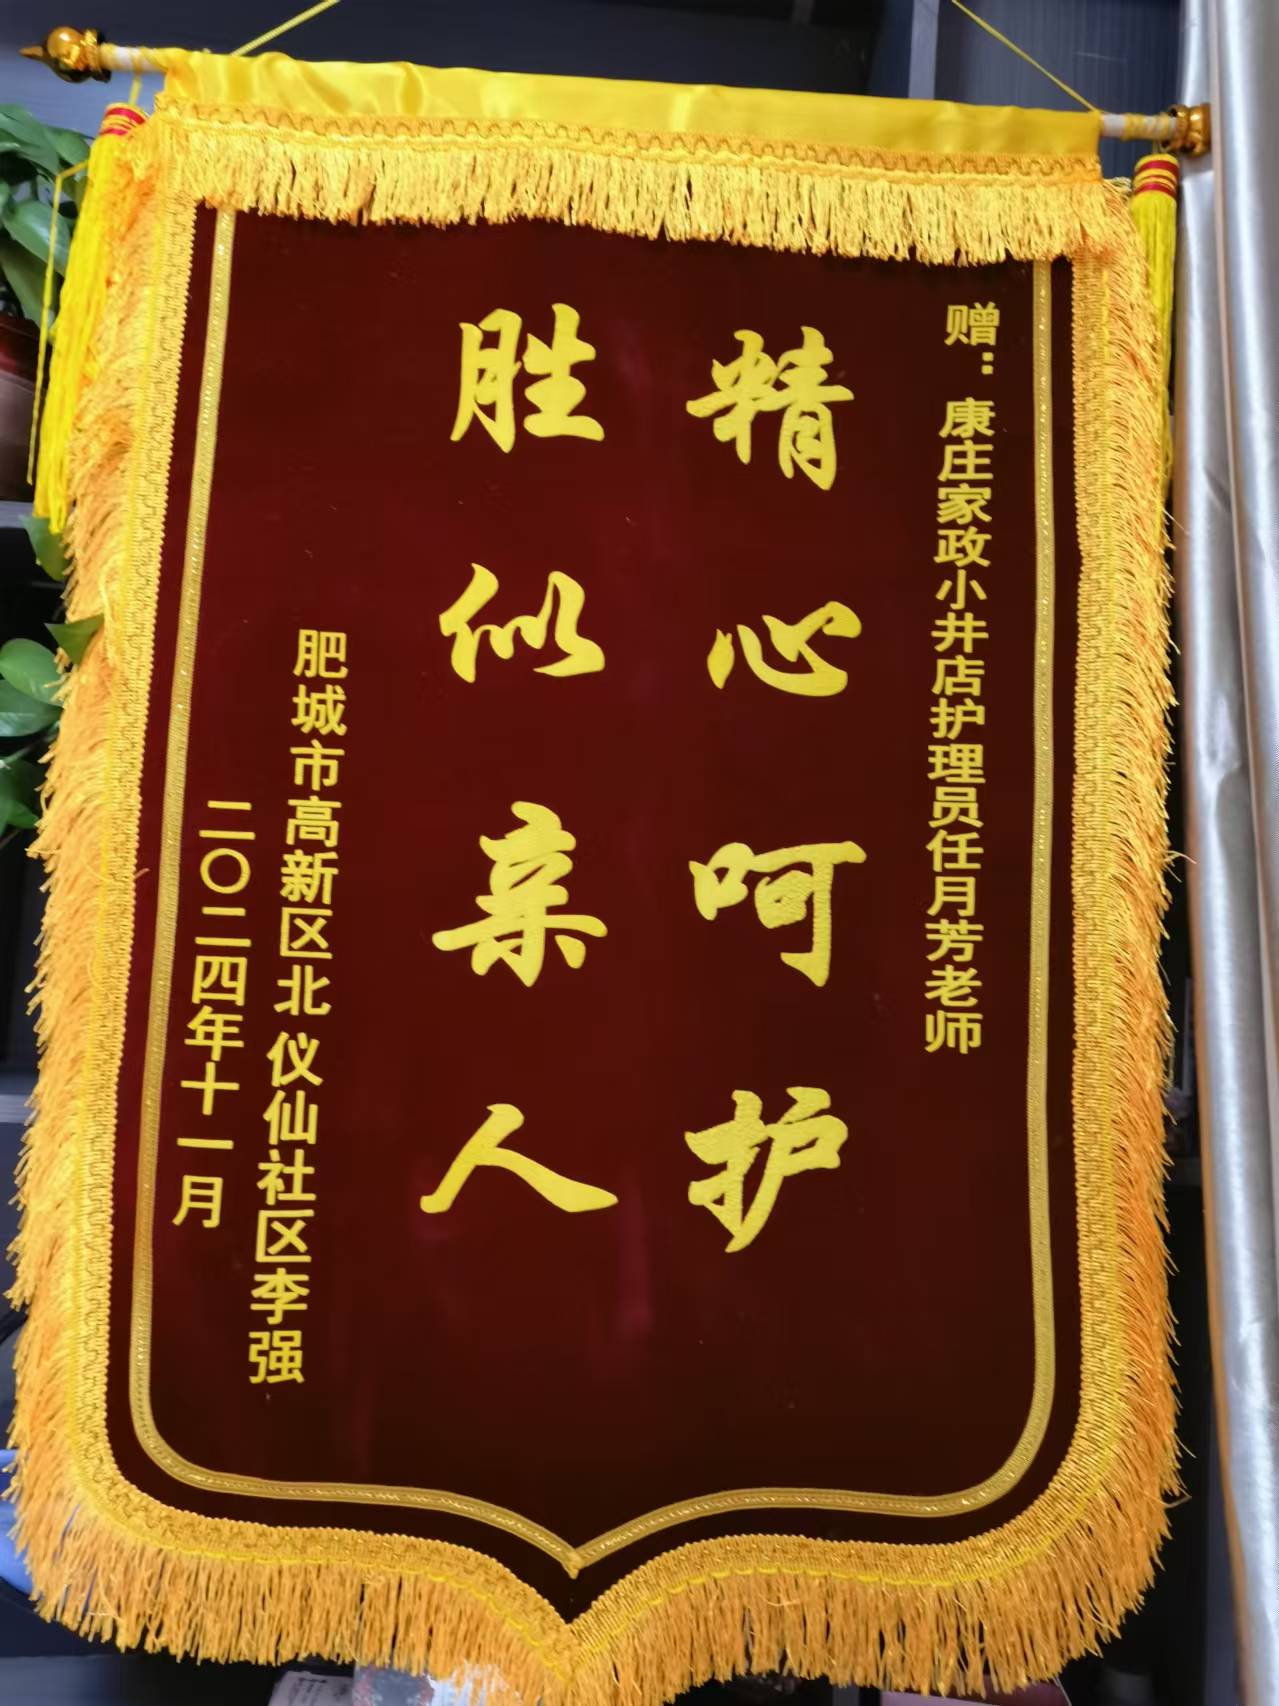 赠：康庄家政小井店护理员任月芳老师
精心呵护
胜似亲人
肥城市高新区北仪仙社区李强
二〇二四年十一月